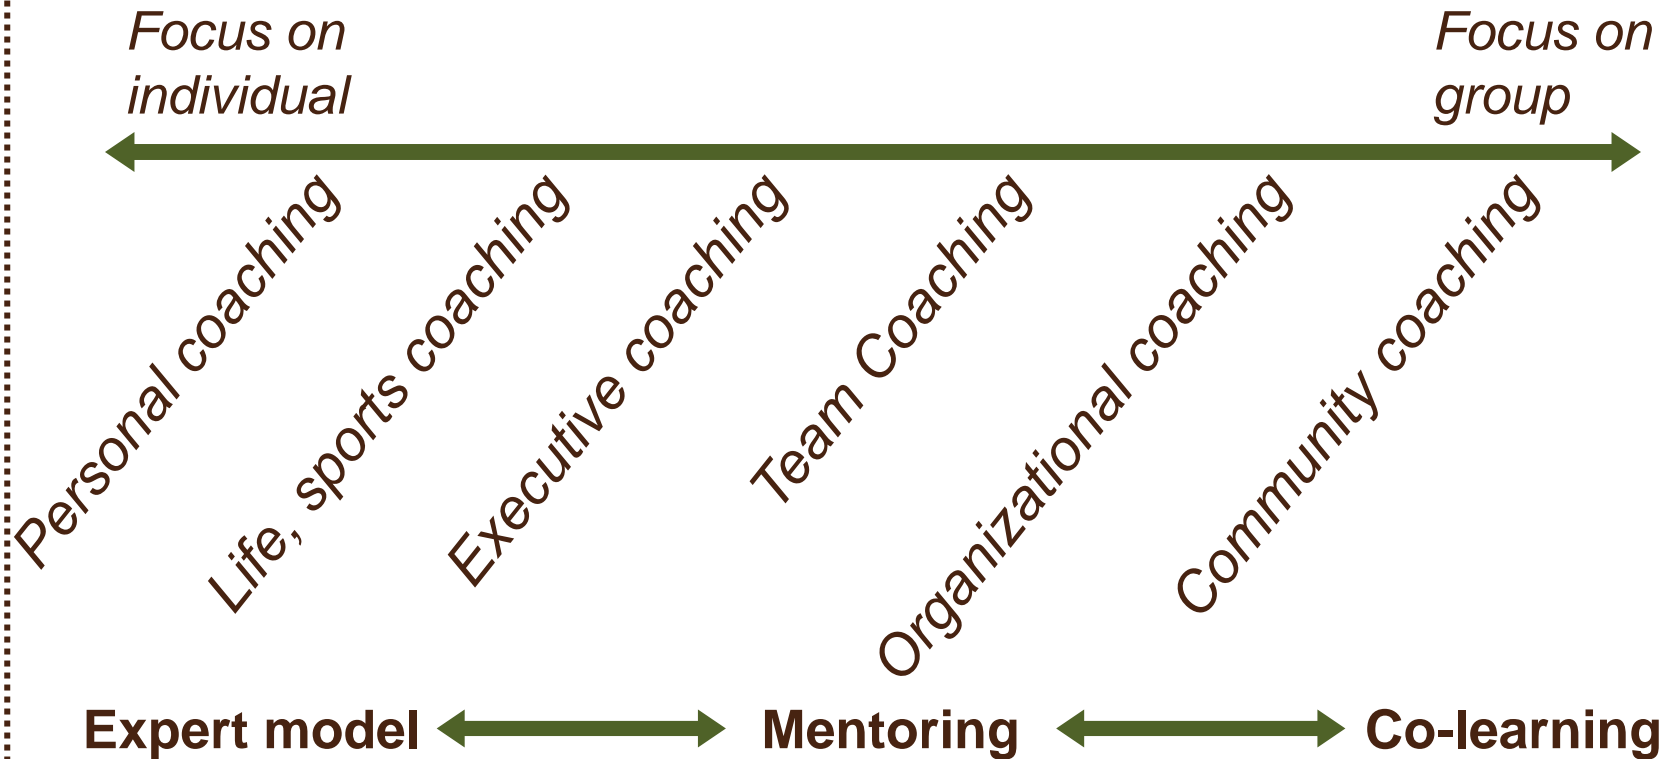 Focus on
individual
Focus on
group
Personal coaching
Life, sports coaching
Executive coaching
Team Coaching
Organizational coaching
Community coaching
Expert model
Mentoring
Co-learning